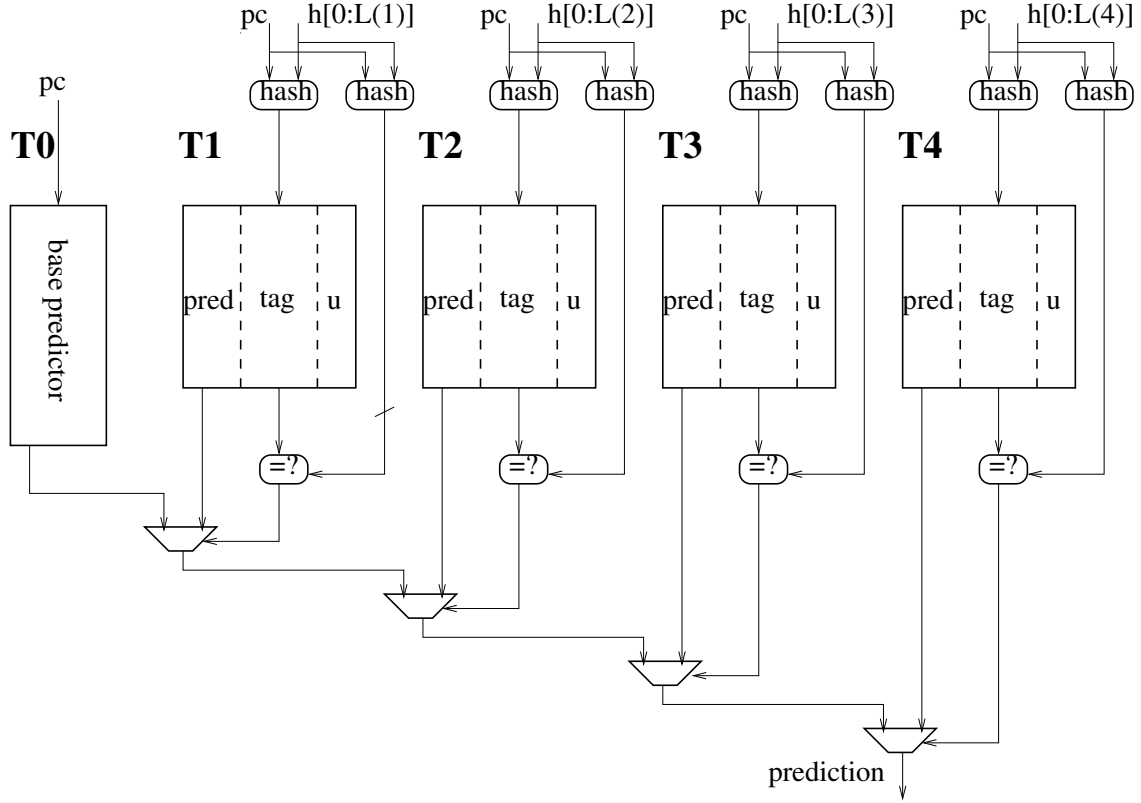 pc h[0:L(1)] pc h[0:L(2)] pc h[0:L(3)] pc h[0:L(4)]
hash hash hash hash hash hash hash hash
pc
T0 T1 T2 T3 T4
base predictor
pred tag u pred tag u pred tag u pred tag u
=? =? =? =?
prediction